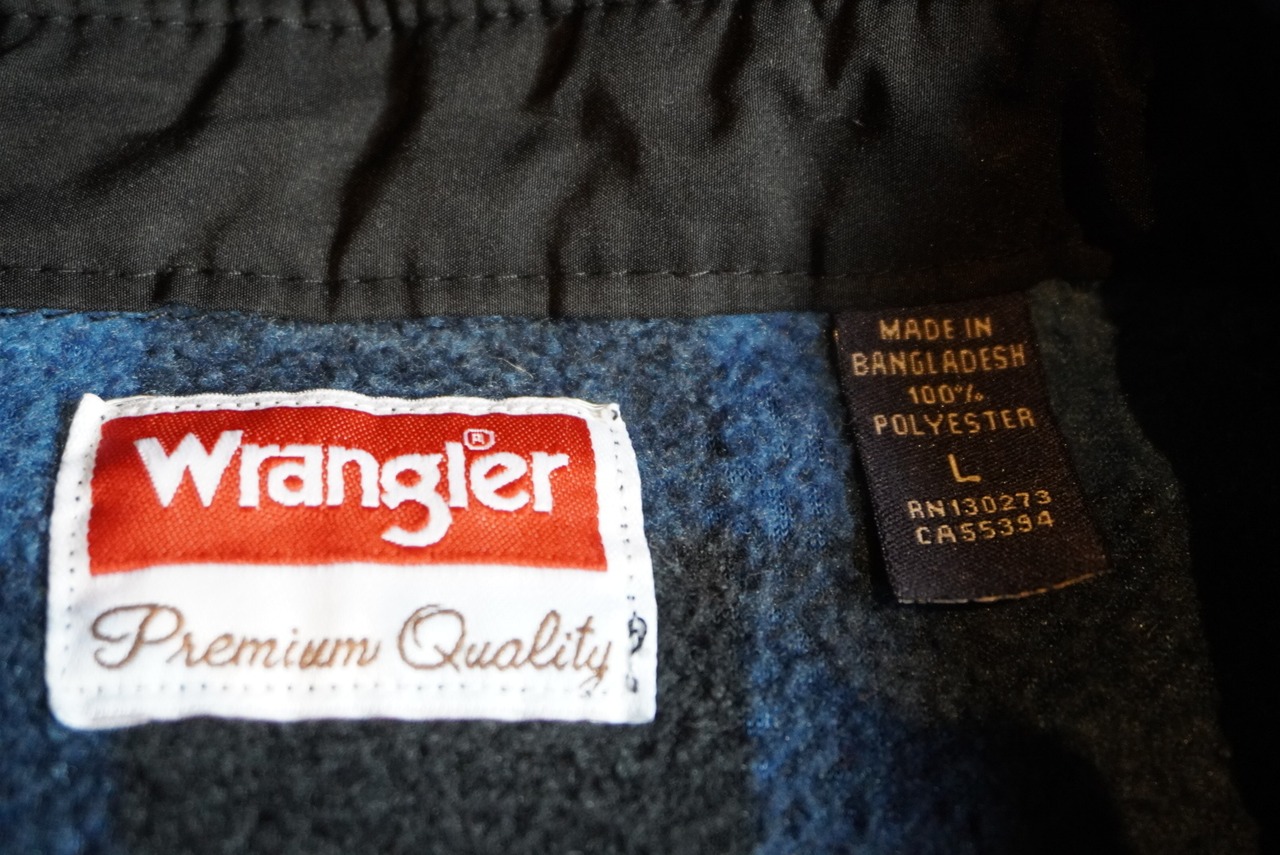 Wrangler®
Premium Quality
MADE IN
BANGLADESH
100%
POLYESTER
L
RN130273
CA55394